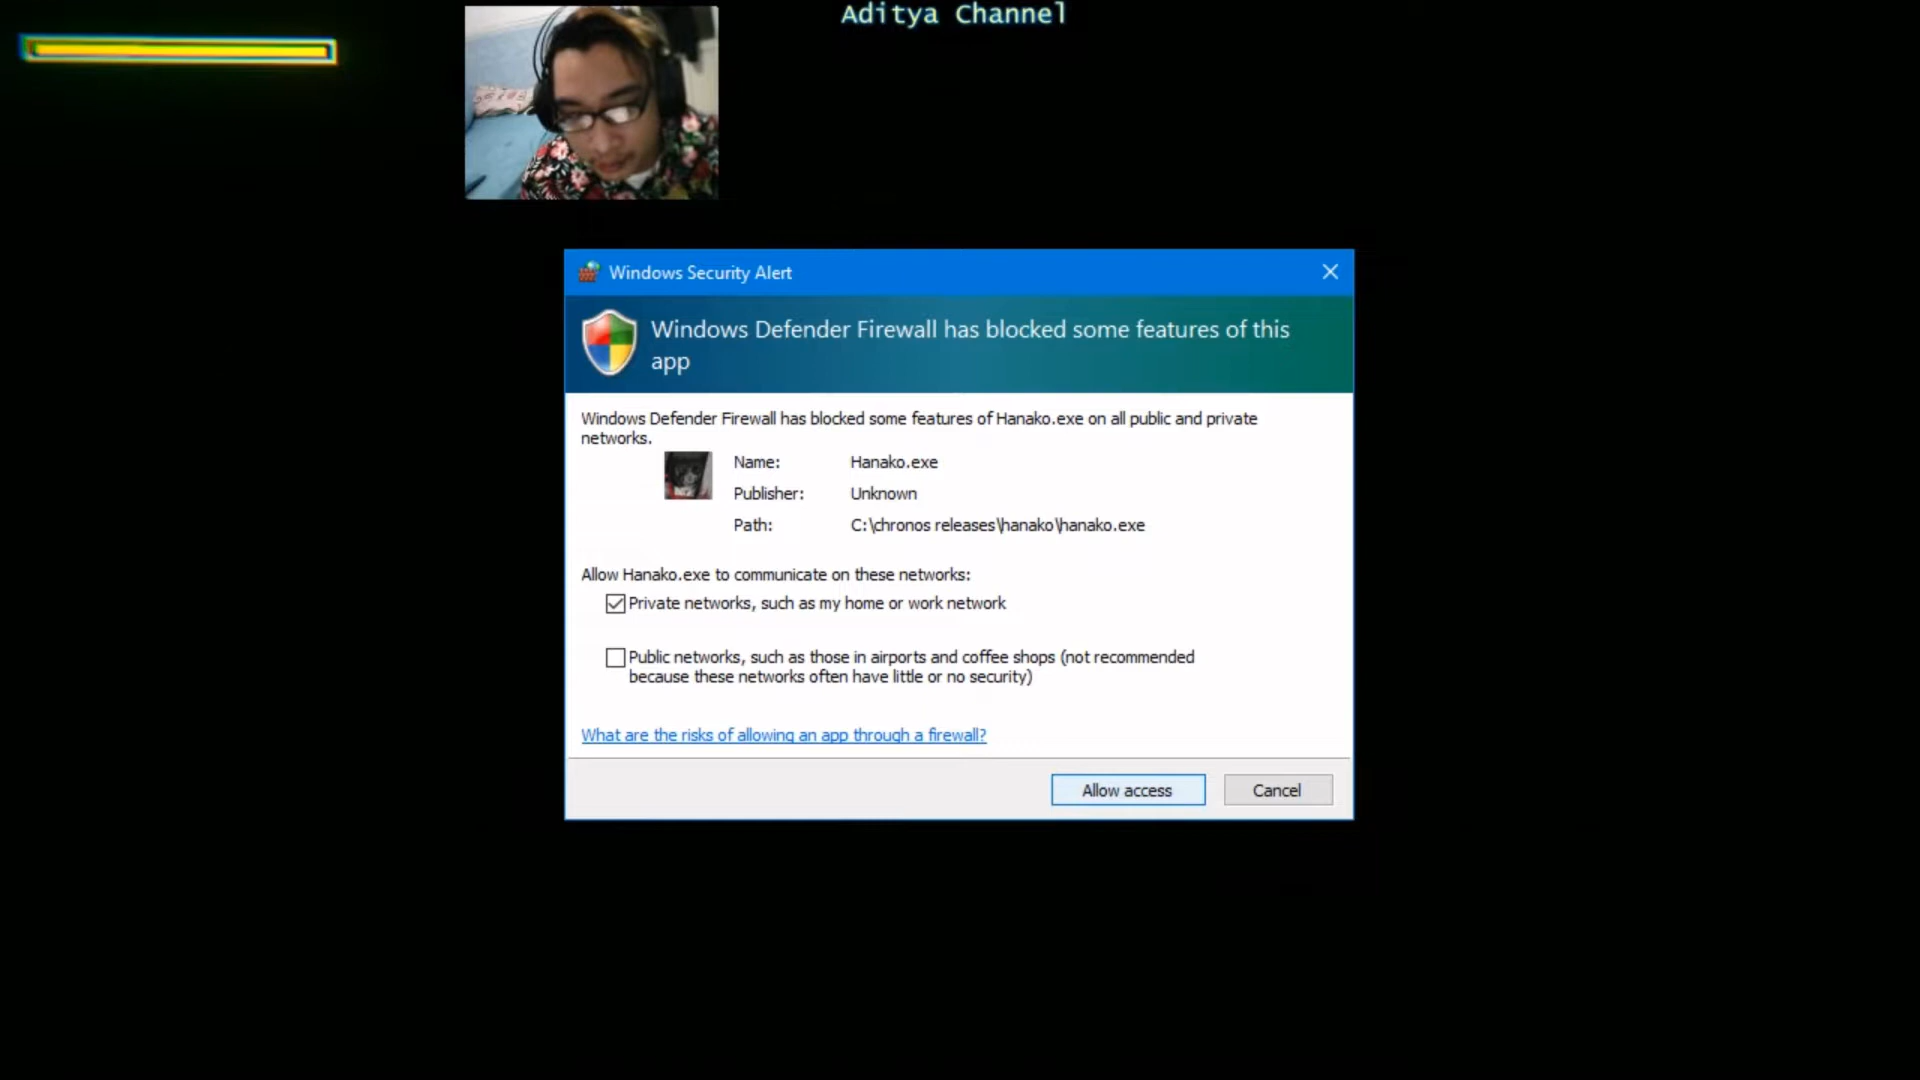 Aditya Channel
Windows Security Alert
Windows Defender Firewall has blocked some features of this
app
Windows Defender Firewall has blocked some features of Hanako.exe on all public and private
networks.
Name: Hanako.exe
Publisher: Unknown
Path: C:\chronos releases\hanako\hanako.exe
Allow Hanako.exe to communicate on these networks:
Private networks, such as my home or work network
Public networks, such as those in airports and coffee shops (not recommended
because these networks often have little or no security)
What are the risks of allowing an app through a firewall?
Allow access Cancel